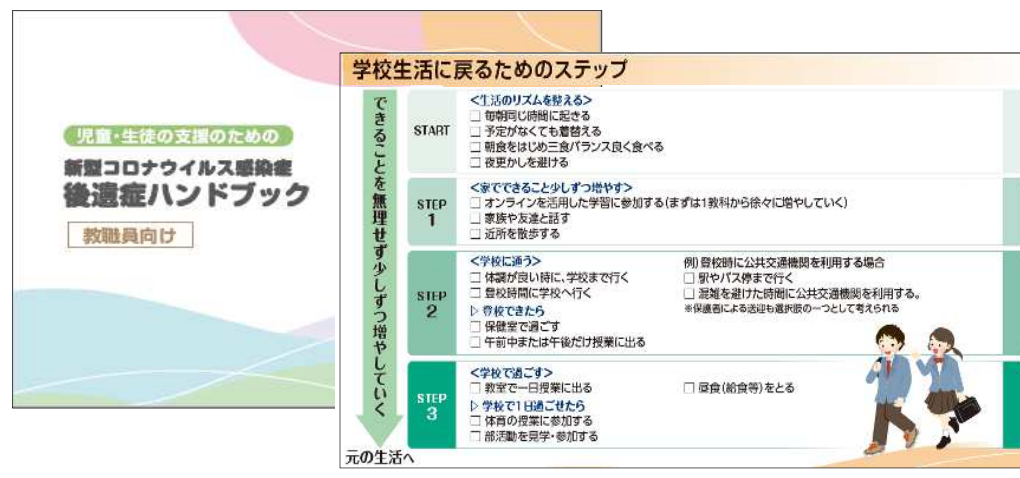 児童・生徒の支援のための
新型コロナウイルス感染症
後遺症ハンドブック
教職員向け
学校生活に戻るためのステップ
できることを無理せず少しずつ増やしていく
元の生活へ
START
<生活のリズムを整える>
□ 毎朝同じ時間に起きる
□ 予定がなくても着替える
□ 朝食をはじめ三食バランス良く食べる
□ 夜更かしを避ける
STEP
1
<家でできること少しずつ増やす>
□ オンラインを活用した学習に参加する(まずは1教科から徐々に増やしていく)
□ 家族や友達と話す
□ 近所を散歩する
STEP
2
<学校に通う>
□ 体調が良い時に、学校まで行く
□ 登校時間に学校へ行く
▷ 登校できたら
□ 保健室で過ごす
□ 午前中または午後だけ授業に出る
例) 登校時に公共交通機関を利用する場合
□ 駅やバス停まで行く
□ 混雑を避けた時間に公共交通機関を利用する。
※保護者による送迎も選択肢の一つとして考えられる
STEP
3
<学校で過ごす>
□ 教室で一日授業に出る
▷ 学校で1日過ごせたら
□ 体育の授業に参加する
□ 部活動を見学・参加する
□ 昼食(給食等)をとる